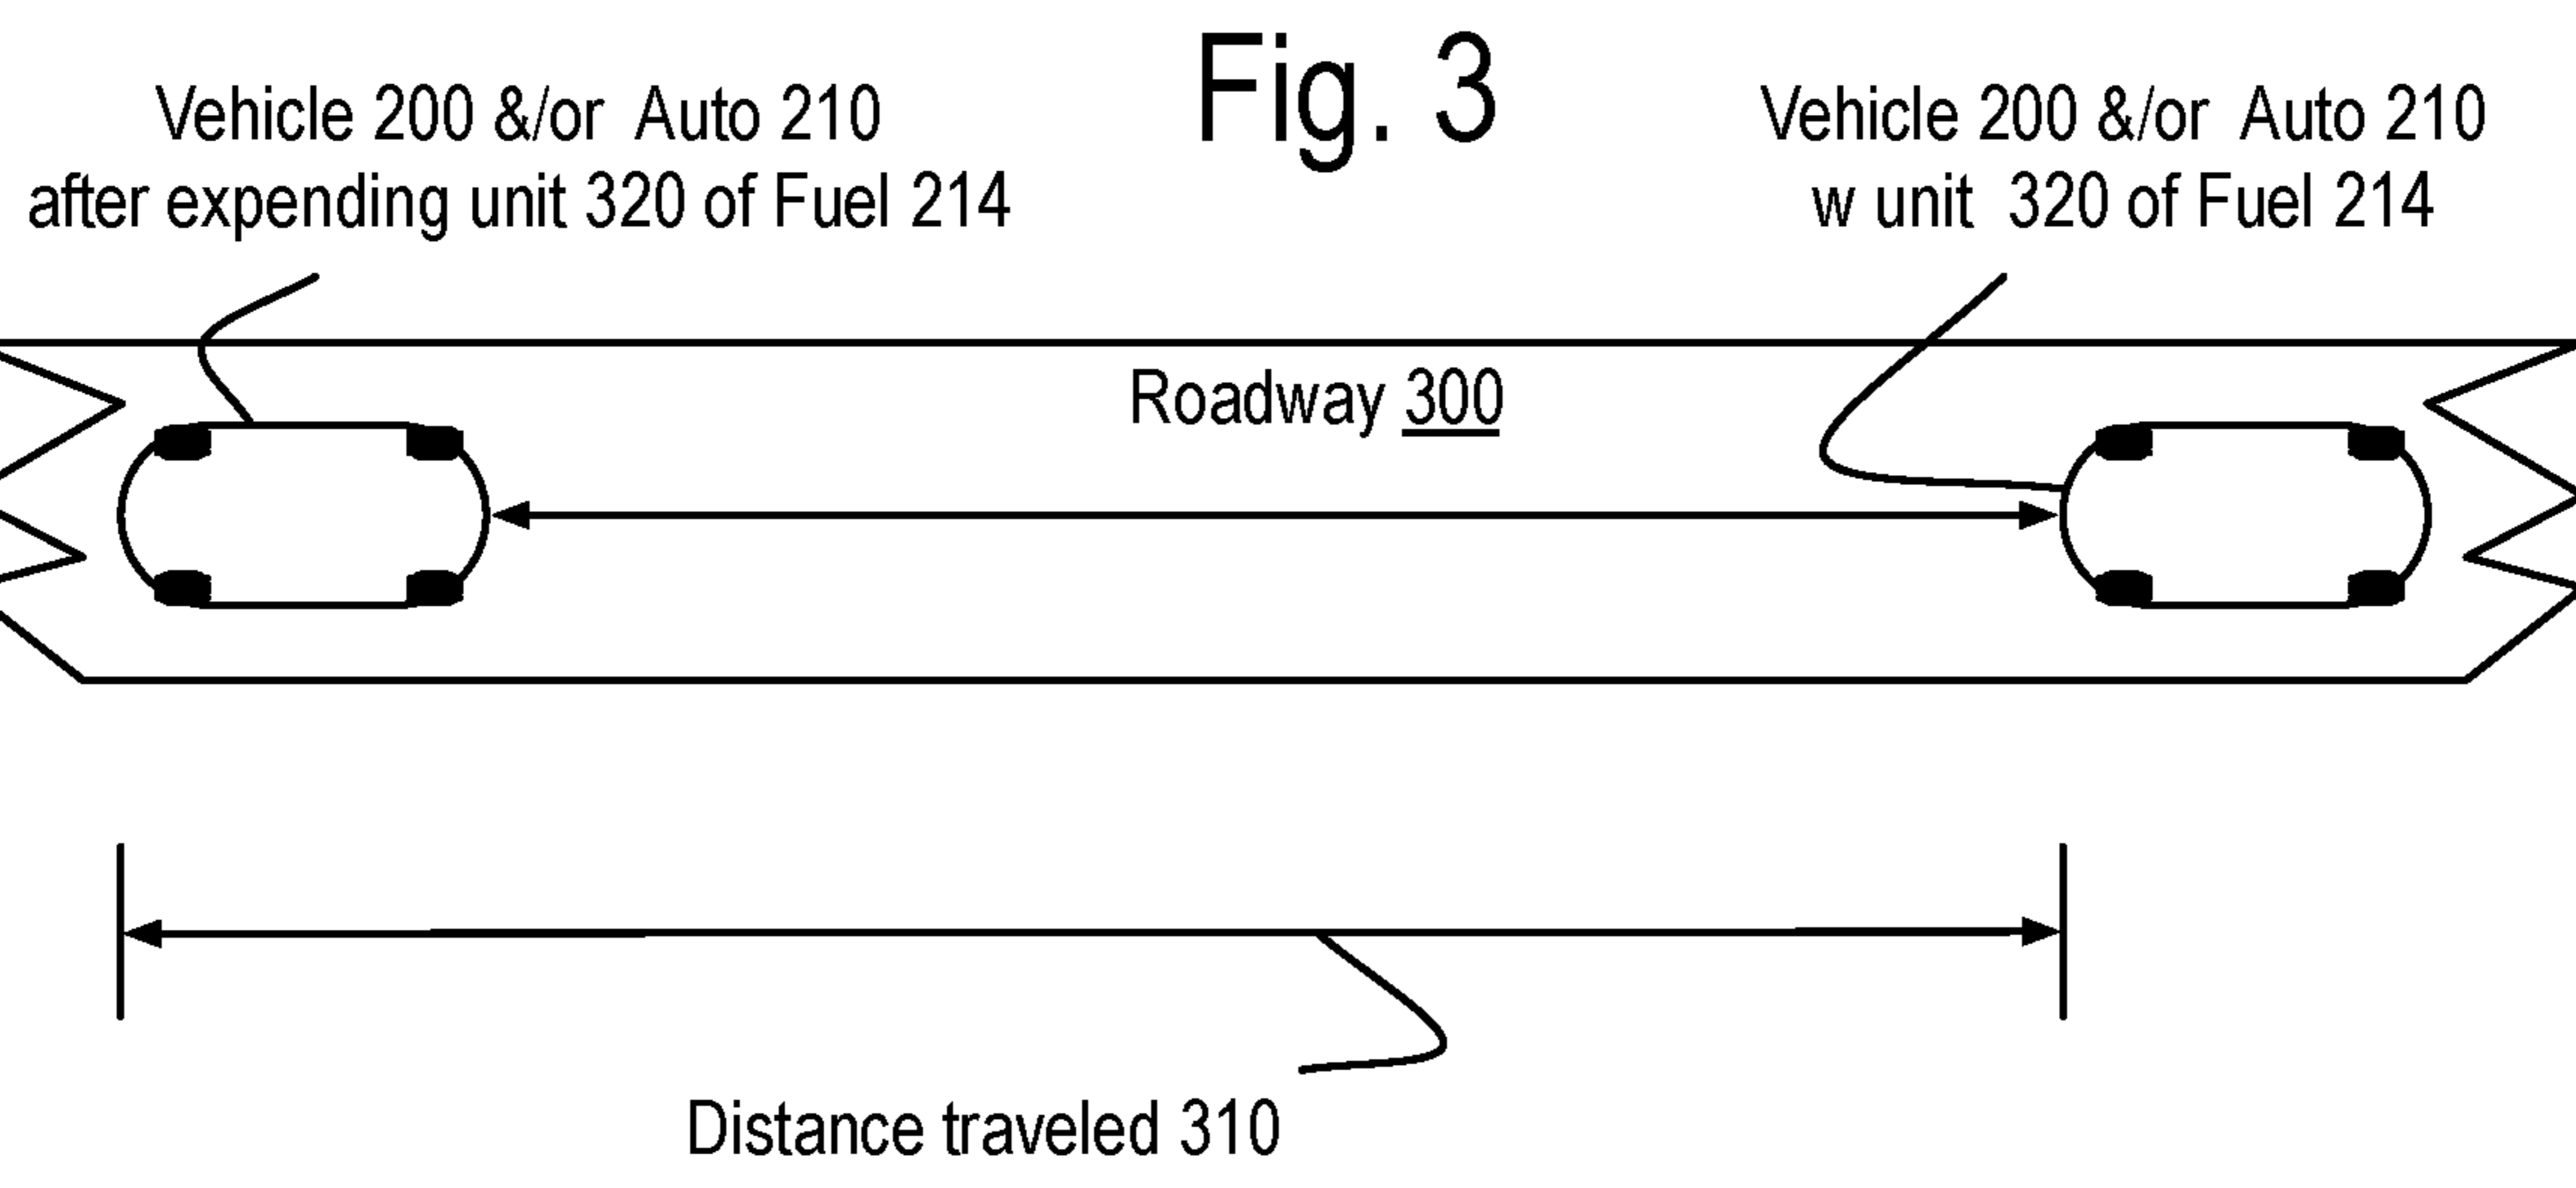 Fig. 3
Vehicle 200 &/or Auto 210
after expending unit 320 of Fuel 214
Vehicle 200 &/or Auto 210
w unit 320 of Fuel 214
Roadway 300
Distance traveled 310